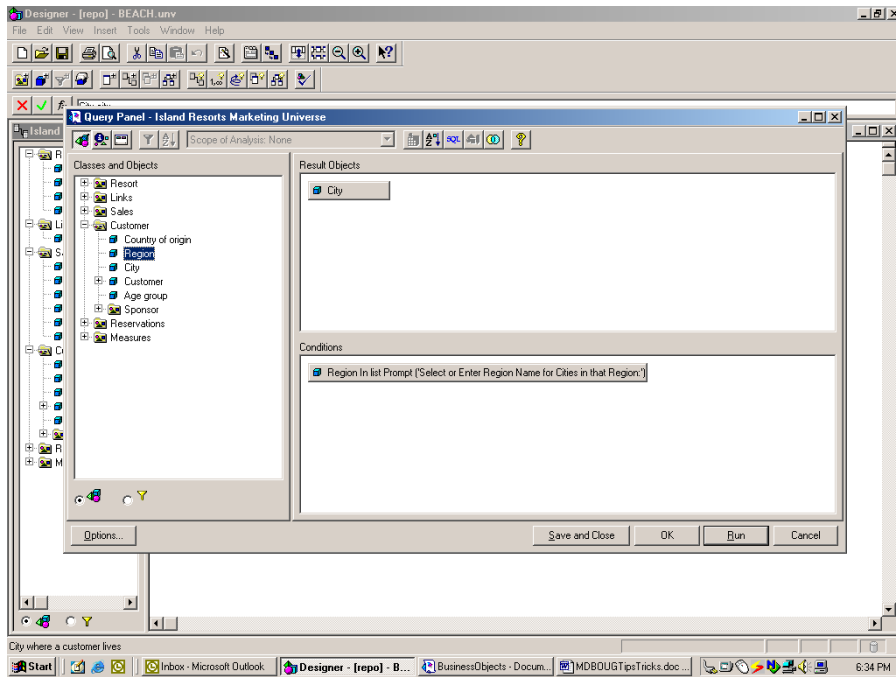 Designer - [repo] - BEACH.unv
File Edit View Insert Tools Window Help
Query Panel - Island Resorts Marketing Universe
Island
Scope of Analysis: None
SQL
Classes and Objects
Resort
Links
Sales
Customer
Country of origin
Region
City
Customer
Age group
Sponsor
Reservations
Measures
Result Objects
City
Conditions
Region In list Prompt ('Select or Enter Region Name for Cities in that Region:')
R
Li
S
R
M
Options...
Save and Close
OK
Run
Cancel
City where a customer lives
Start
Inbox - Microsoft Outlook
Designer - [repo] - B...
BusinessObjects - Docum...
MDBOUGTipsTricks.doc ...
6:34 PM